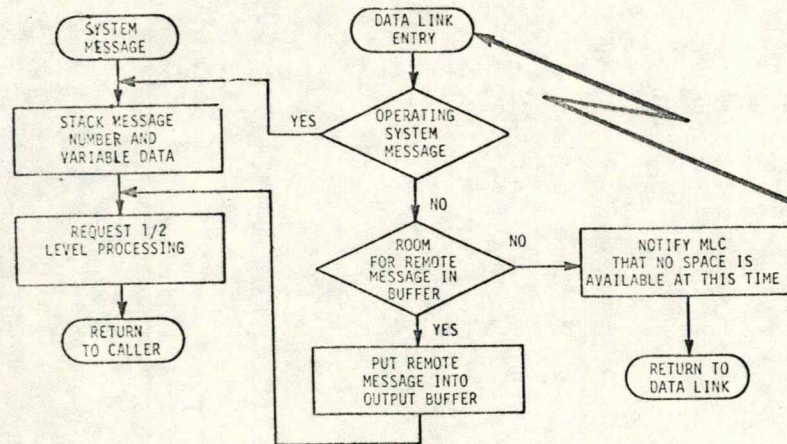 SYSTEM
MESSAGE
STACK MESSAGE
NUMBER AND
VARIABLE DATA
REQUEST 1/2
LEVEL PROCESSING
RETURN
TO CALLER
DATA LINK
ENTRY
YES
OPERATING
SYSTEM
MESSAGE
NO
ROOM
FOR REMOTE
MESSAGE IN
BUFFER
NO
YES
PUT REMOTE
MESSAGE INTO
OUTPUT BUFFER
NOTIFY MLC
THAT NO SPACE IS
AVAILABLE AT THIS TIME
RETURN TO
DATA LINK